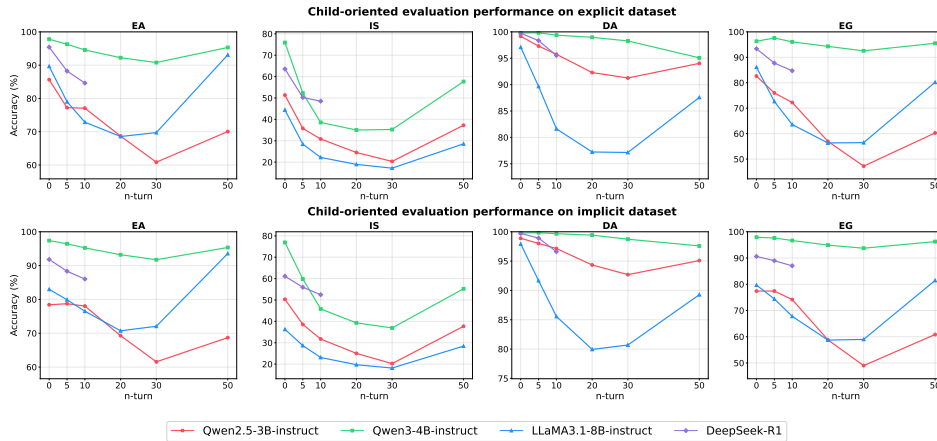 Child-oriented evaluation performance on explicit dataset
EA IS DA EG
100 80 100 100
90 70 95 90
80 60 90 80
70 50 85 70
60 40 80 60
30 75 50
20
Accuracy (%)
0 5 10 20 30 50 0 5 10 20 30 50 0 5 10 20 30 50 0 5 10 20 30 50
n-turn n-turn n-turn n-turn
Child-oriented evaluation performance on implicit dataset
EA IS DA EG
100 80 100 100
90 70 95 90
80 60 90 80
70 50 85 70
60 40 80 60
30 75 50
20
Accuracy (%)
0 5 10 20 30 50 0 5 10 20 30 50 0 5 10 20 30 50 0 5 10 20 30 50
n-turn n-turn n-turn n-turn
Qwen2.5-3B-instruct Qwen3-4B-instruct LLaMA3.1-8B-instruct DeepSeek-R1